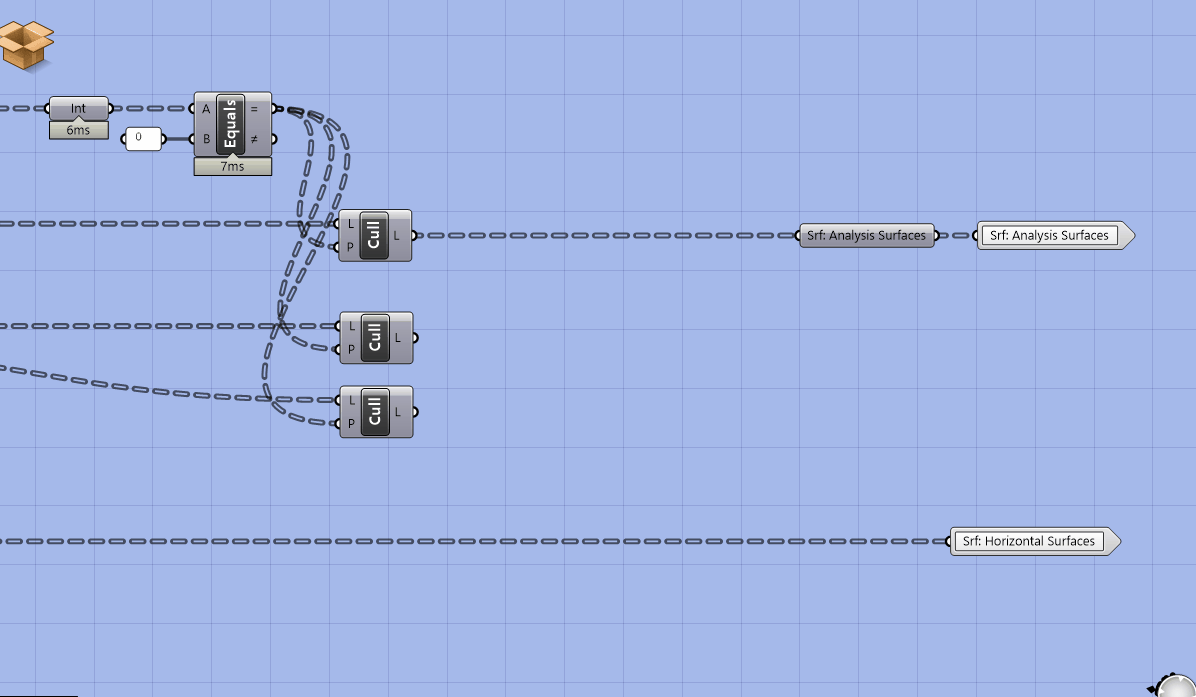 Int
6ms
0
A
B
Equals
=
≠
7ms
L
P
Cull
L
Srf: Analysis Surfaces
Srf: Analysis Surfaces
L
P
Cull
L
L
P
Cull
L
Srf: Horizontal Surfaces